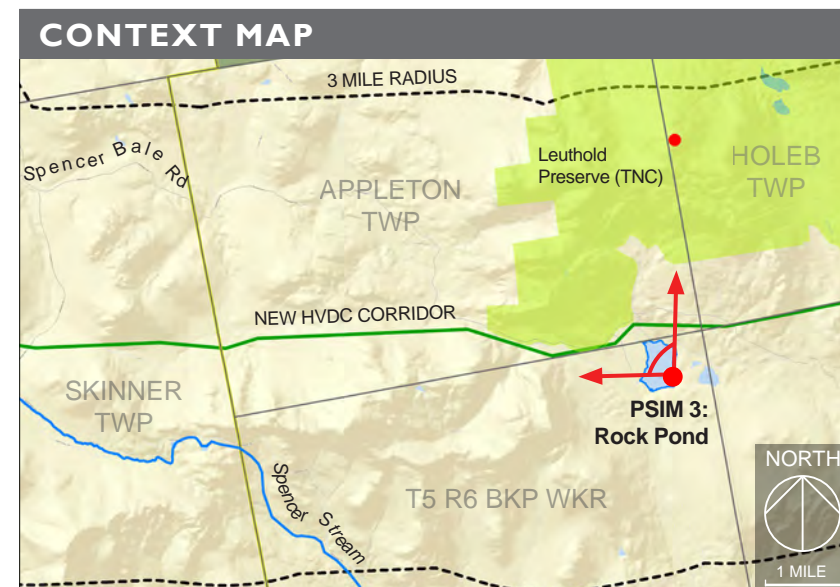 CONTEXT MAP
3 MILE RADIUS
Spencer Bale Rd
Leuthold
Preserve (TNC)
HOLEB
TWP
APPLETON
TWP
NEW HVDC CORRIDOR
SKINNER
TWP
PSIM 3:
Rock Pond
Spencer Stream
T5 R6 BKP WKR
NORTH
1 MILE